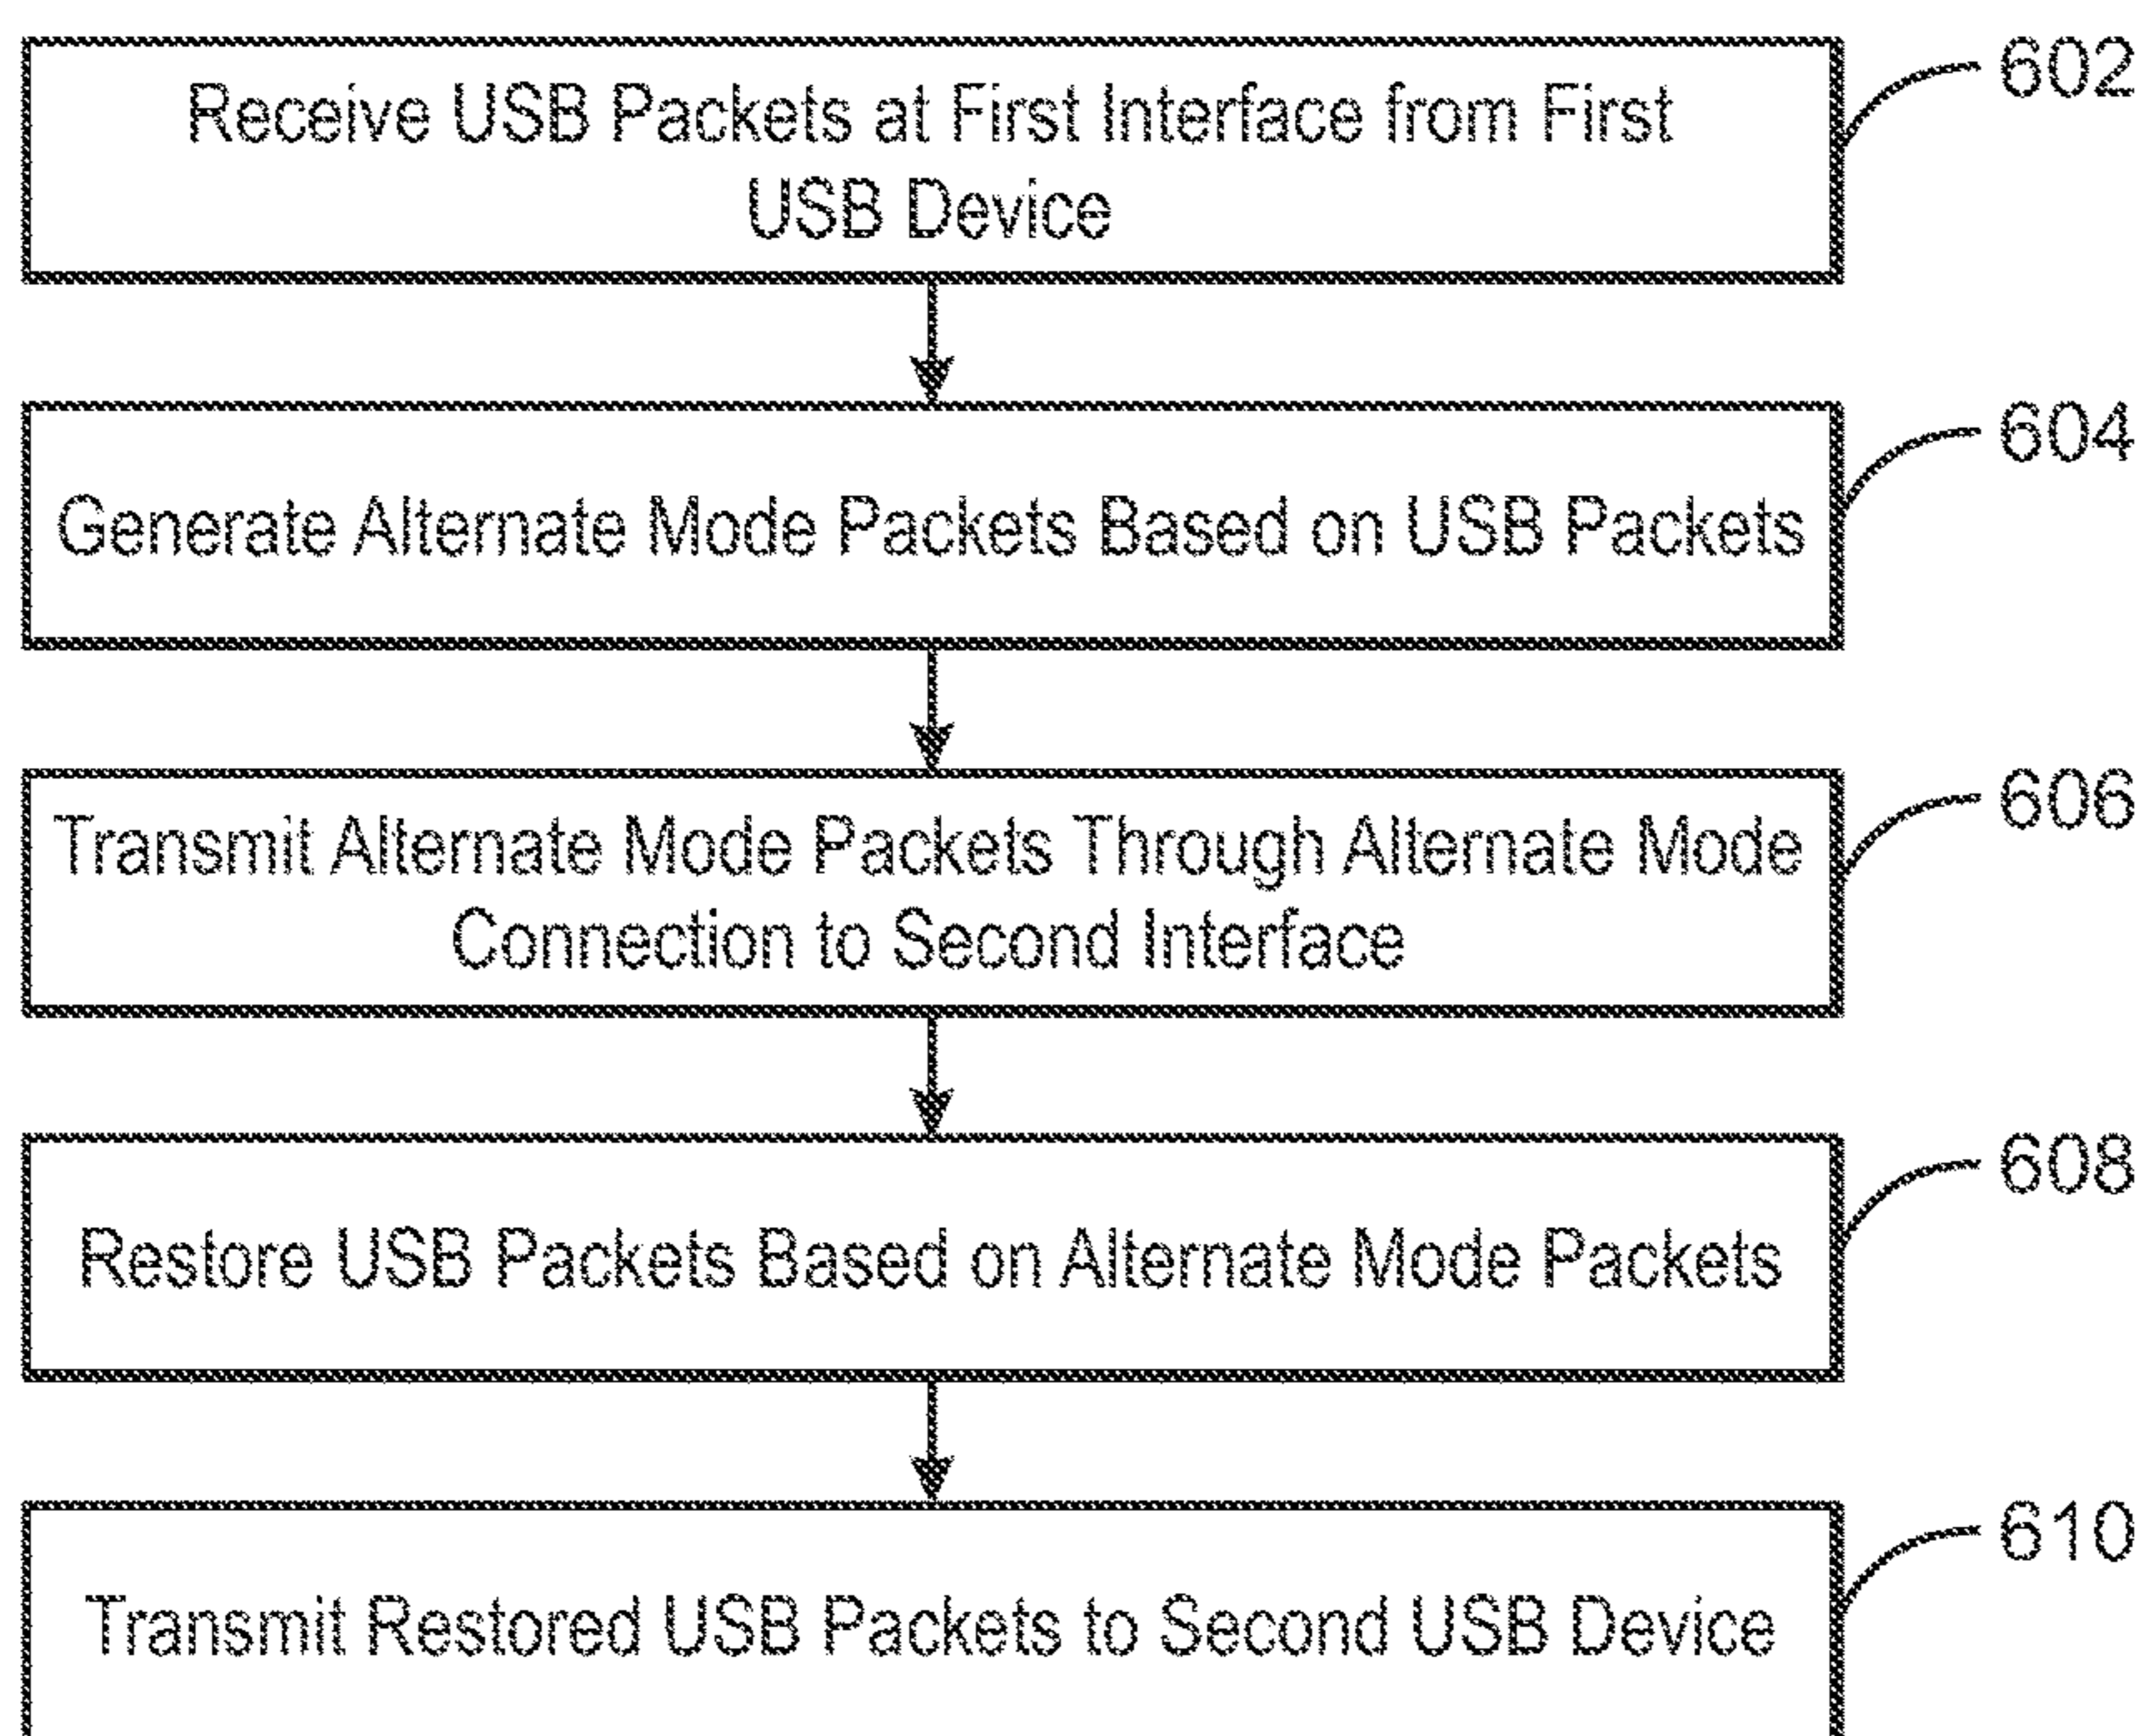 Receive USB Packets at First Interface from First
USB Device
602
Generate Alternate Mode Packets Based on USB Packets
604
Transmit Alternate Mode Packets Through Alternate Mode
Connection to Second Interface
606
Restore USB Packets Based on Alternate Mode Packets
608
Transmit Restored USB Packets to Second USB Device
610